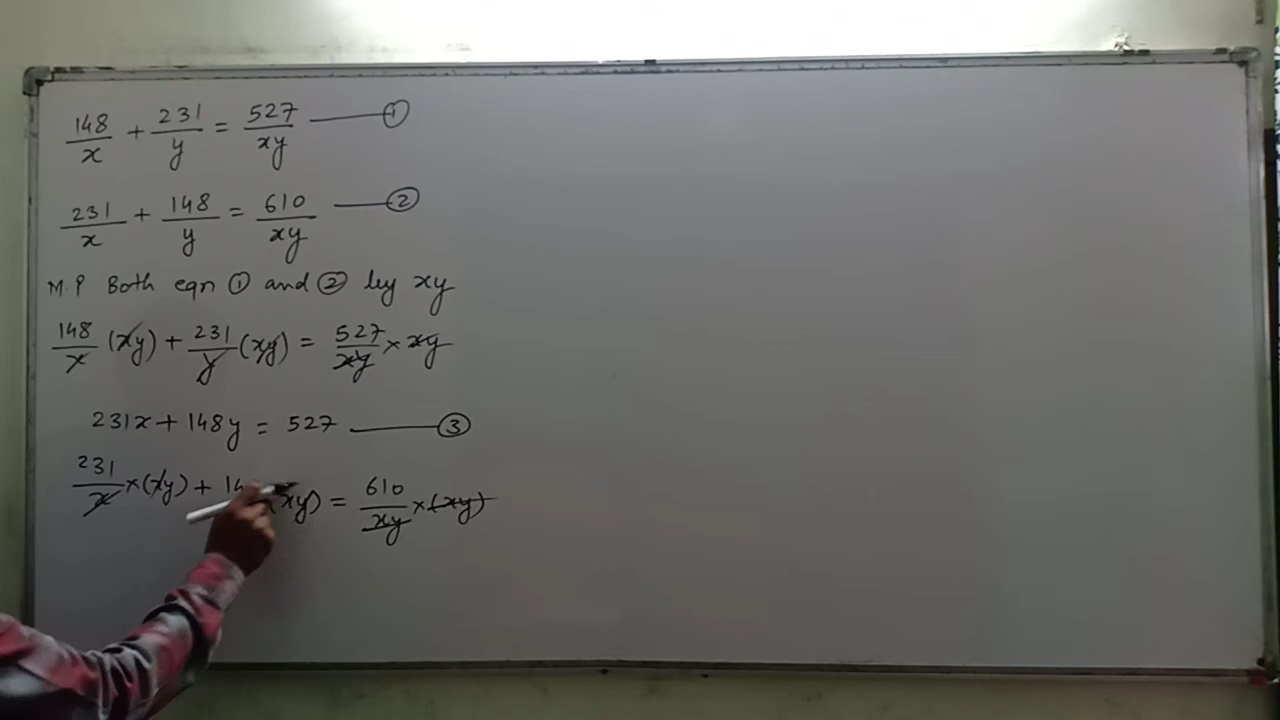 148/x + 231/y = 527/xy —— ①
231/x + 148/y = 610/xy —— ②
M P Both eqn ① and ② by xy
148/x (xy) + 231/y (xy) = 527/xy × xy
231x + 148y = 527 —— ③
231/x × (xy) + 14 (xy) = 610/xy × (xy)